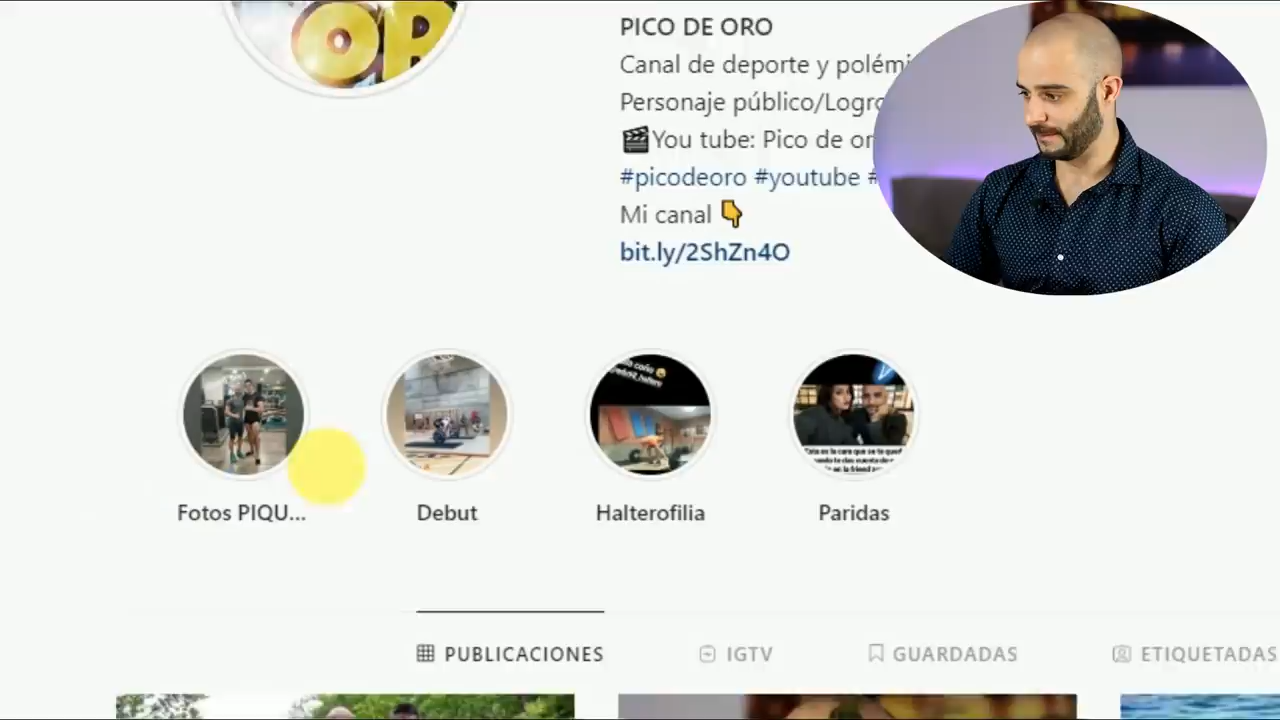 OR
PICO DE ORO
Canal de deporte y polémi
Personaje público/Logro
You tube: Pico de or
#picodeoro #youtube #
Mi canal
bit.ly/2ShZn4O
Fotos PIQU...
Debut
Halterofilia
Paridas
PUBLICACIONES
IGTV
GUARDADAS
ETIQUETADAS